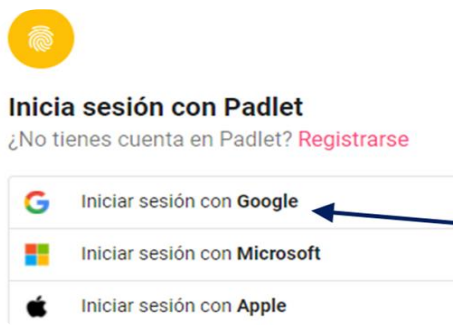 Inicia sesión con Padlet
¿No tienes cuenta en Padlet? Registrarse
Iniciar sesión con Google
Iniciar sesión con Microsoft
Iniciar sesión con Apple